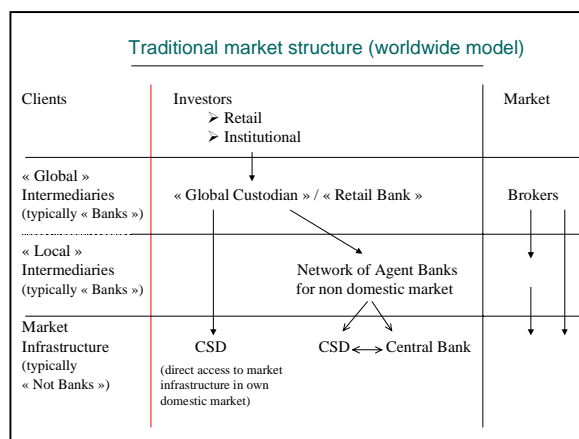 Traditional market structure (worldwide model)
Clients
Investors
➢ Retail
➢ Institutional
Market
« Global »
Intermediaries
(typically « Banks »)
« Global Custodian » / « Retail Bank »
Brokers
« Local »
Intermediaries
(typically « Banks »)
Network of Agent Banks
for non domestic market
Market
Infrastructure
(typically
« Not Banks »)
CSD
(direct access to market
infrastructure in own
domestic market)
CSD
Central Bank